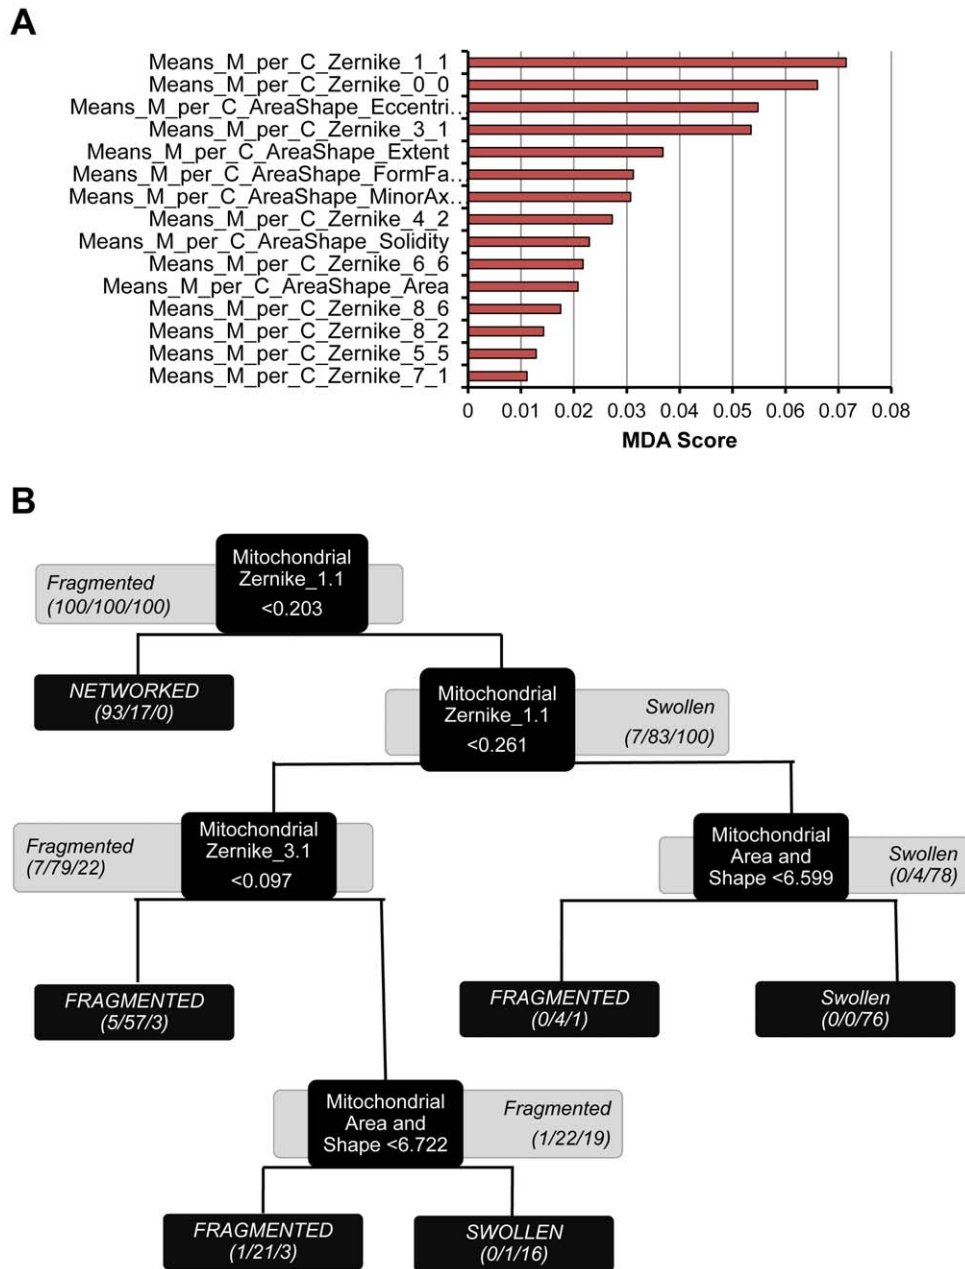 A
Means_M_per_C_Zernike_1_1
Means_M_per_C_Zernike_0_0
Means_M_per_C_AreaShape_Eccentri…
Means_M_per_C_Zernike_3_1
Means_M_per_C_AreaShape_Extent
Means_M_per_C_AreaShape_FormFa…
Means_M_per_C_AreaShape_MinorAx…
Means_M_per_C_Zernike_4_2
Means_M_per_C_AreaShape_Solidity
Means_M_per_C_Zernike_6_6
Means_M_per_C_AreaShape_Area
Means_M_per_C_Zernike_8_6
Means_M_per_C_Zernike_8_2
Means_M_per_C_Zernike_5_5
Means_M_per_C_Zernike_7_1
0 0.01 0.02 0.03 0.04 0.05 0.06 0.07 0.08
MDA Score
B
Fragmented
(100/100/100)
Mitochondrial
Zernike_1.1
<0.203
NETWORKED
(93/17/0)
Mitochondrial
Zernike_1.1
<0.261
Swollen
(7/83/100)
Fragmented
(7/79/22)
Mitochondrial
Zernike_3.1
<0.097
Mitochondrial
Area and
Shape <6.599
Swollen
(0/4/78)
FRAGMENTED
(5/57/3)
FRAGMENTED
(0/4/1)
Swollen
(0/0/76)
Mitochondrial
Area and
Shape <6.722
Fragmented
(1/22/19)
FRAGMENTED
(1/21/3)
SWOLLEN
(0/1/16)